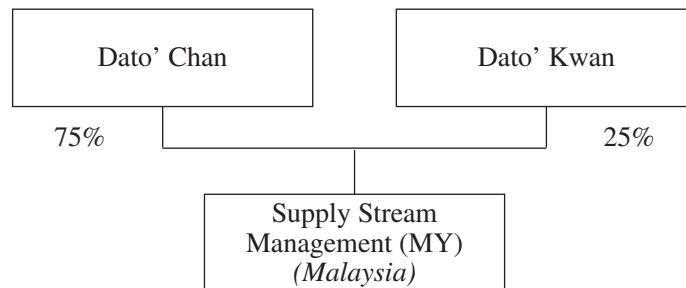 Dato’ Chan
Dato’ Kwan
75%
25%
Supply Stream
Management (MY)
(Malaysia)